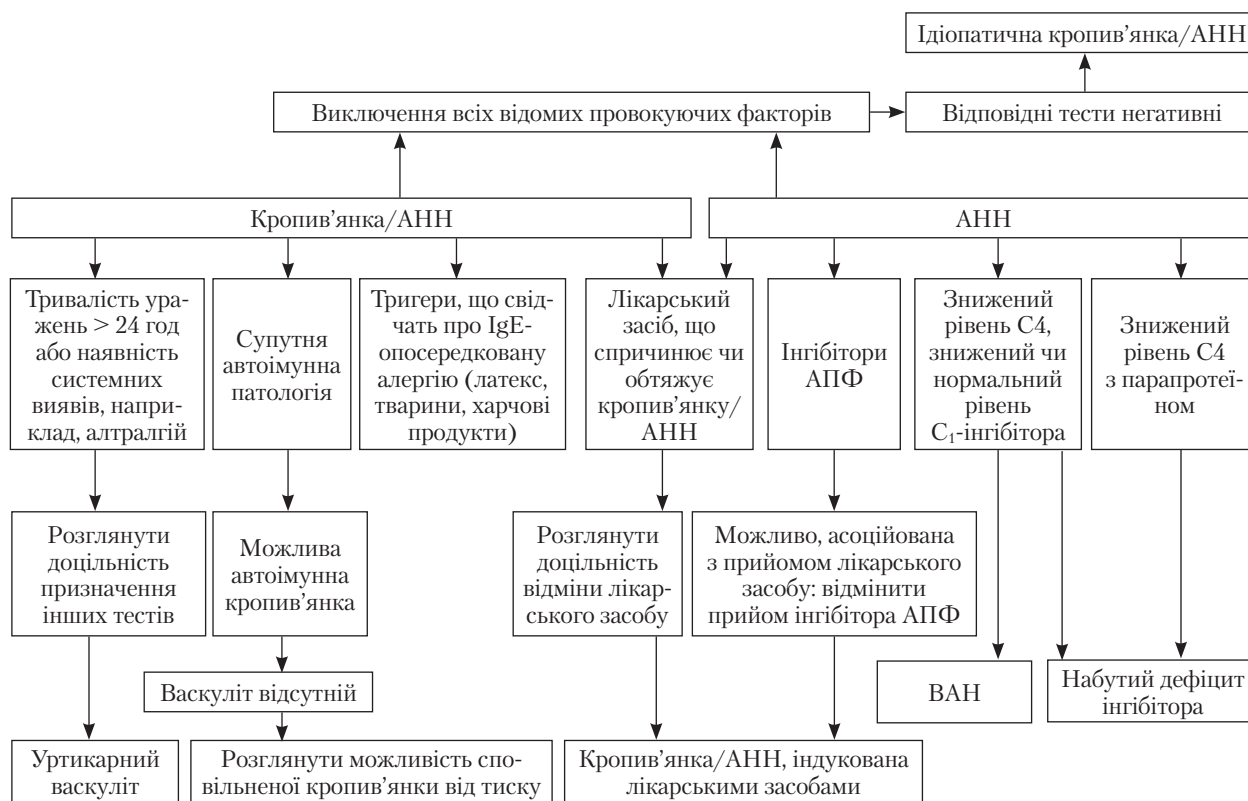 Ідіопатична кропив’янка/АНН
Виключення всіх відомих провокуючих факторів
Відповідні тести негативні
Кропив’янка/АНН
АНН
Тривалість ура-
жень > 24 год
або наявність
системних
виявів, напри-
клад, алтралгій
Супутня
автоімунна
патологія
Тригери, що свід-
чать про IgE-
опосередковану
алергію (латекс,
тварини, харчові
продукти)
Лікарський
засіб, що
спричинює чи
обтяжує
кропив’янку/
АНН
Інгібітори
АПФ
Знижений
рівень С4,
знижений чи
нормальний
рівень
С₁-інгібітора
Знижений
рівень С4
з парапротеї-
ном
Розглянути
доцільність
призначення
інших тестів
Можлива
автоімунна
кропив’янка
Розглянути
доцільність
відміни лікар-
ського засобу
Можливо, асоційована
з прийомом лікарського
засобу: відмінити
прийом інгібітора АПФ
Васкуліт відсутній
ВАН
Набутий дефіцит
інгібітора
Уртикарний
васкуліт
Розглянути можливість спо-
вільненої кропив’янки від тиску
Кропив’янка/АНН, індукована
лікарськими засобами